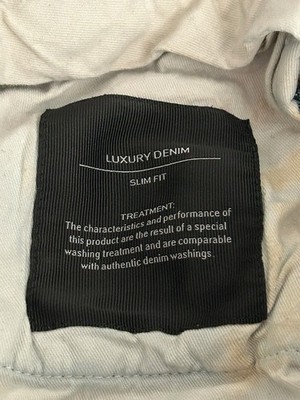 LUXURY DENIM
SLIM FIT
TREATMENT:
The characteristics and performance of
this product are the result of a special
washing treatment and are comparable
with authentic denim washings.